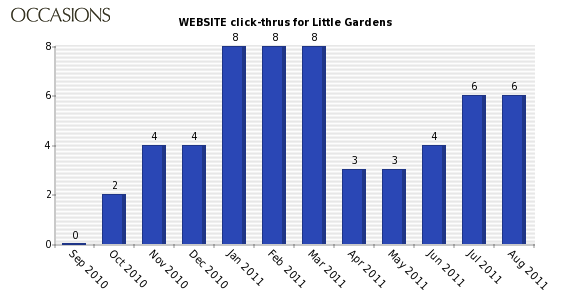 OCCASIONS
WEBSITE click-thrus for Little Gardens
8
6
4
2
0
0
2
4
4
8
8
8
3
3
4
6
6
Sep 2010
Oct 2010
Nov 2010
Dec 2010
Jan 2011
Feb 2011
Mar 2011
Apr 2011
May 2011
Jun 2011
Jul 2011
Aug 2011